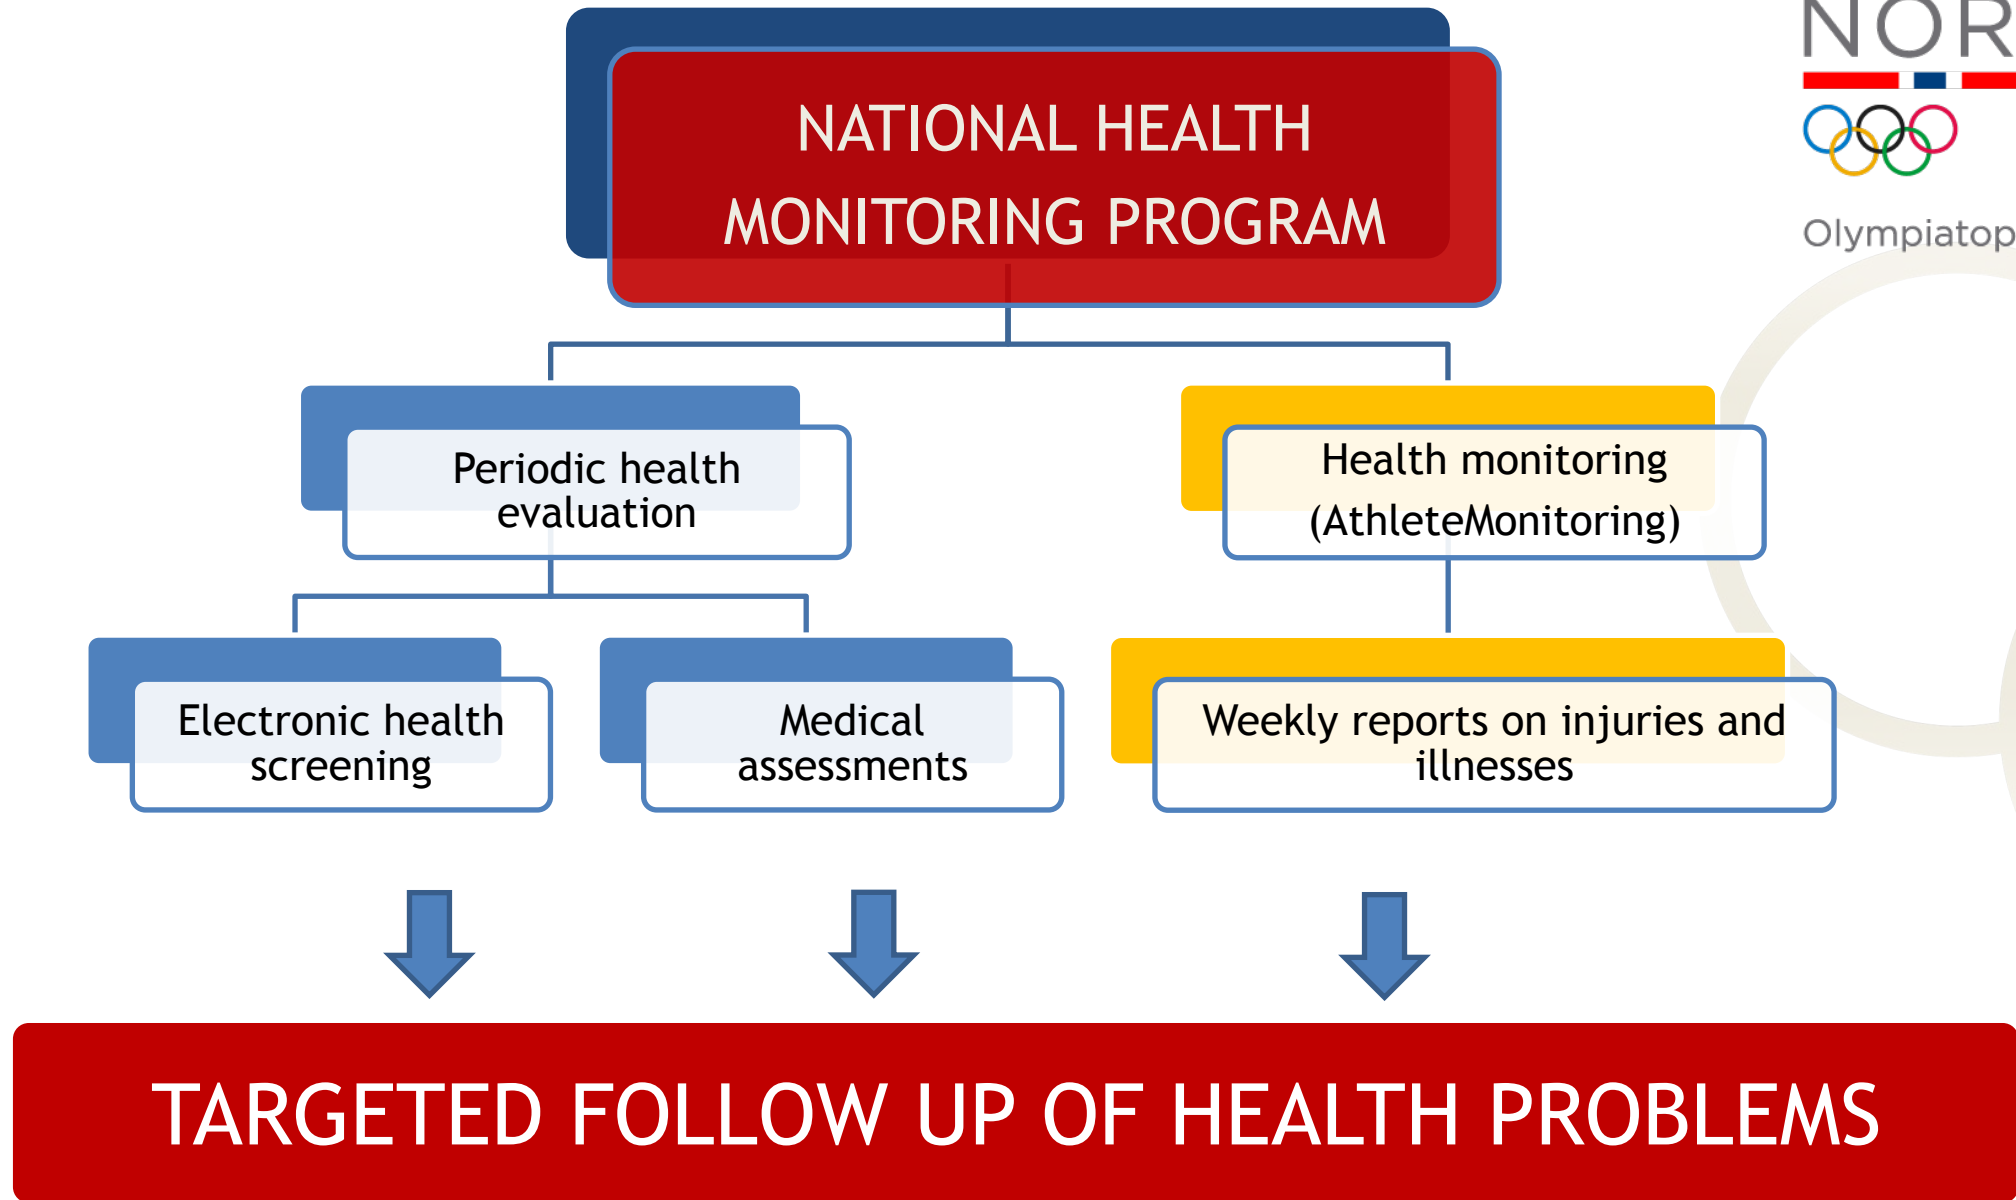 NOR
Olympiatop
NATIONAL HEALTH
MONITORING PROGRAM
Periodic health
evaluation
Health monitoring
(AthleteMonitoring)
Electronic health
screening
Medical
assessments
Weekly reports on injuries and
illnesses
TARGETED FOLLOW UP OF HEALTH PROBLEMS